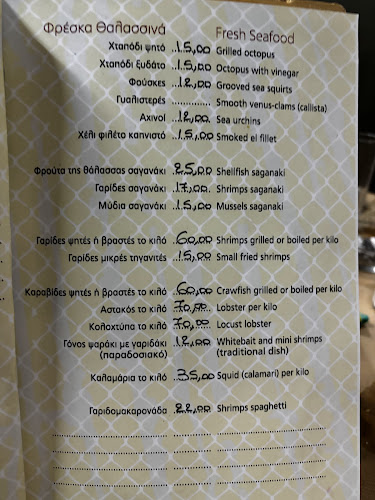 Φρέσκα Θαλασσινά Fresh Seafood
Χταπόδι ψητό ..15,00 Grilled octopus
Χταπόδι ξυδάτο ..15,00 Octopus with vinegar
Φούσκες ..12,00 Grooved sea squirts
Γυαλιστερές .............. Smooth venus-clams (callista)
Αχινοί ..12,00 Sea urchins
Χέλι φιλέτο καπνιστό ..15,00 Smoked el fillet
Φρούτα της θάλασσας σαγανάκι ..25,00 Shellfish saganaki
Γαρίδες σαγανάκι ..17,00. Shrimps saganaki
Μύδια σαγανάκι ..15,00 Mussels saganaki
Γαρίδες ψητές ή βραστές το κιλό ..60,00 Shrimps grilled or boiled per kilo
Γαρίδες μικρές τηγανιτές ..15,00 Small fried shrimps
Καραβίδες ψητές ή βραστές το κιλό ..60,00 Crawfish grilled or boiled per kilo
Αστακός το κιλό ..70,00. Lobster per kilo
Κολοχτύπα το κιλό ..70,00 Locust lobster
Γόνος ψαράκι με γαριδάκι ..12,00 Whitebait and mini shrimps
(παραδοσιακό) (traditional dish)
Καλαμάρια το κιλό ..35,00 Squid (calamari) per kilo
Γαριδομακαρονάδα ..22,00 Shrimps spaghetti